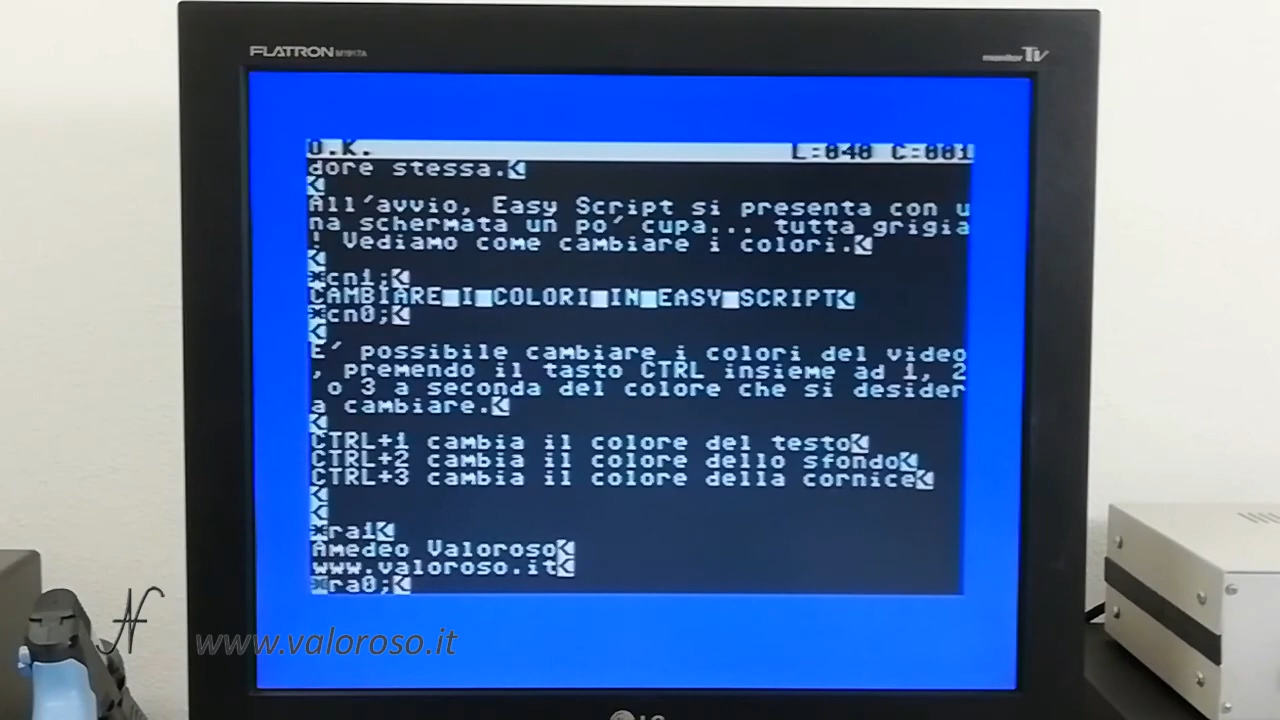 FLATRON M1917A
monitor TV
O.K. L:040 C:001
dore stessa.
All'avvio, Easy Script si presenta con u
na schermata un po' cupa... tutta grigia
! Vediamo come cambiare i colori.
*cn1;
CAMBIARE I COLORI IN EASY SCRIPT
*cn0;
E' possibile cambiare i colori del video
, premendo il tasto CTRL insieme ad 1, 2
o 3 a seconda del colore che si desider
a cambiare.
CTRL+1 cambia il colore del testo
CTRL+2 cambia il colore dello sfondo
CTRL+3 cambia il colore della cornice
*ra1
Amedeo Valoroso
www.valoroso.it
*ra0;
www.valoroso.it
LG